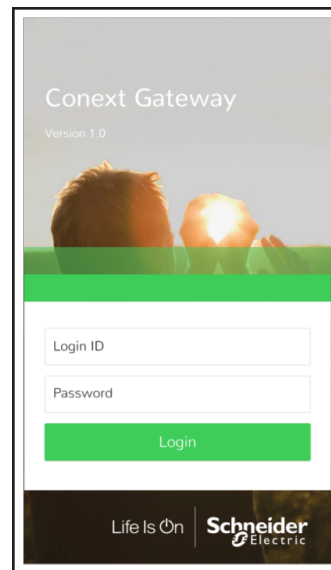 Conext Gateway
Version 1.0
Login ID
Password
Login
Life Is On
Schneider
Electric